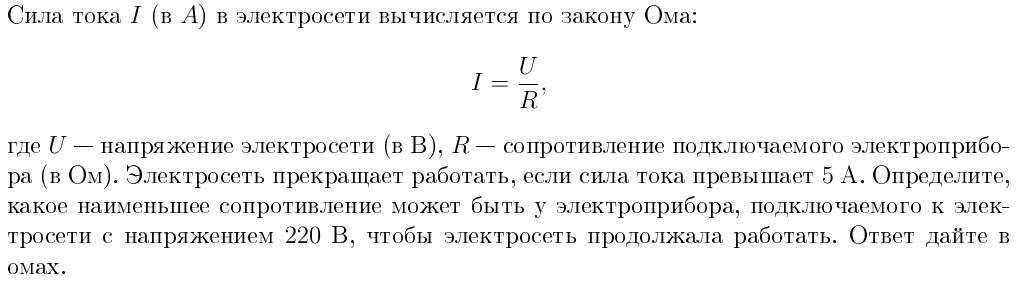 Сила тока I (в A) в электросети вычисляется по закону Ома:
I = U/R,
где U — напряжение электросети (в В), R — сопротивление подключаемого электроприбо-
ра (в Ом). Электросеть прекращает работать, если сила тока превышает 5 А. Определите,
какое наименьшее сопротивление может быть у электроприбора, подключаемого к элек-
тросети с напряжением 220 В, чтобы электросеть продолжала работать. Ответ дайте в
омах.